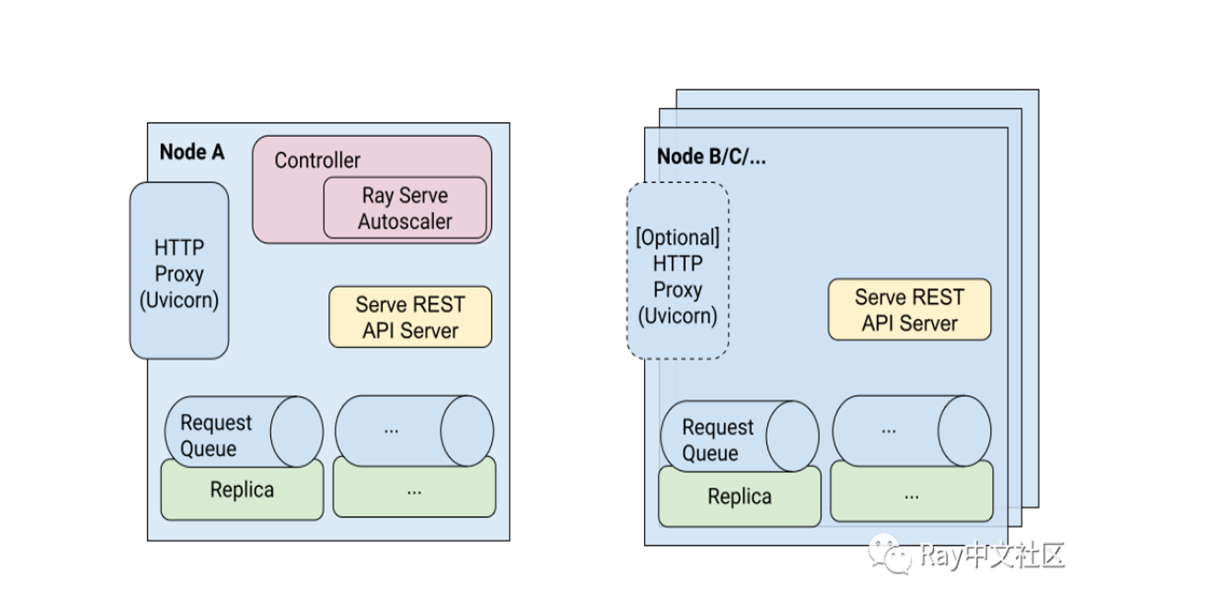 Node A
Controller
Ray Serve
Autoscaler
HTTP
Proxy
(Uvicorn)
Serve REST
API Server
Request
Queue
...
Replica
...
Node B/C/...
[Optional]
HTTP
Proxy
(Uvicorn)
Serve REST
API Server
Request
Queue
...
Replica
...
Ray中文社区